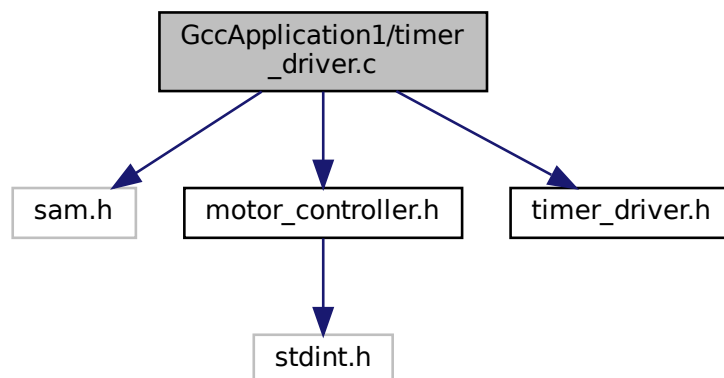 GccApplication1/timer
_driver.c
sam.h
motor_controller.h
timer_driver.h
stdint.h